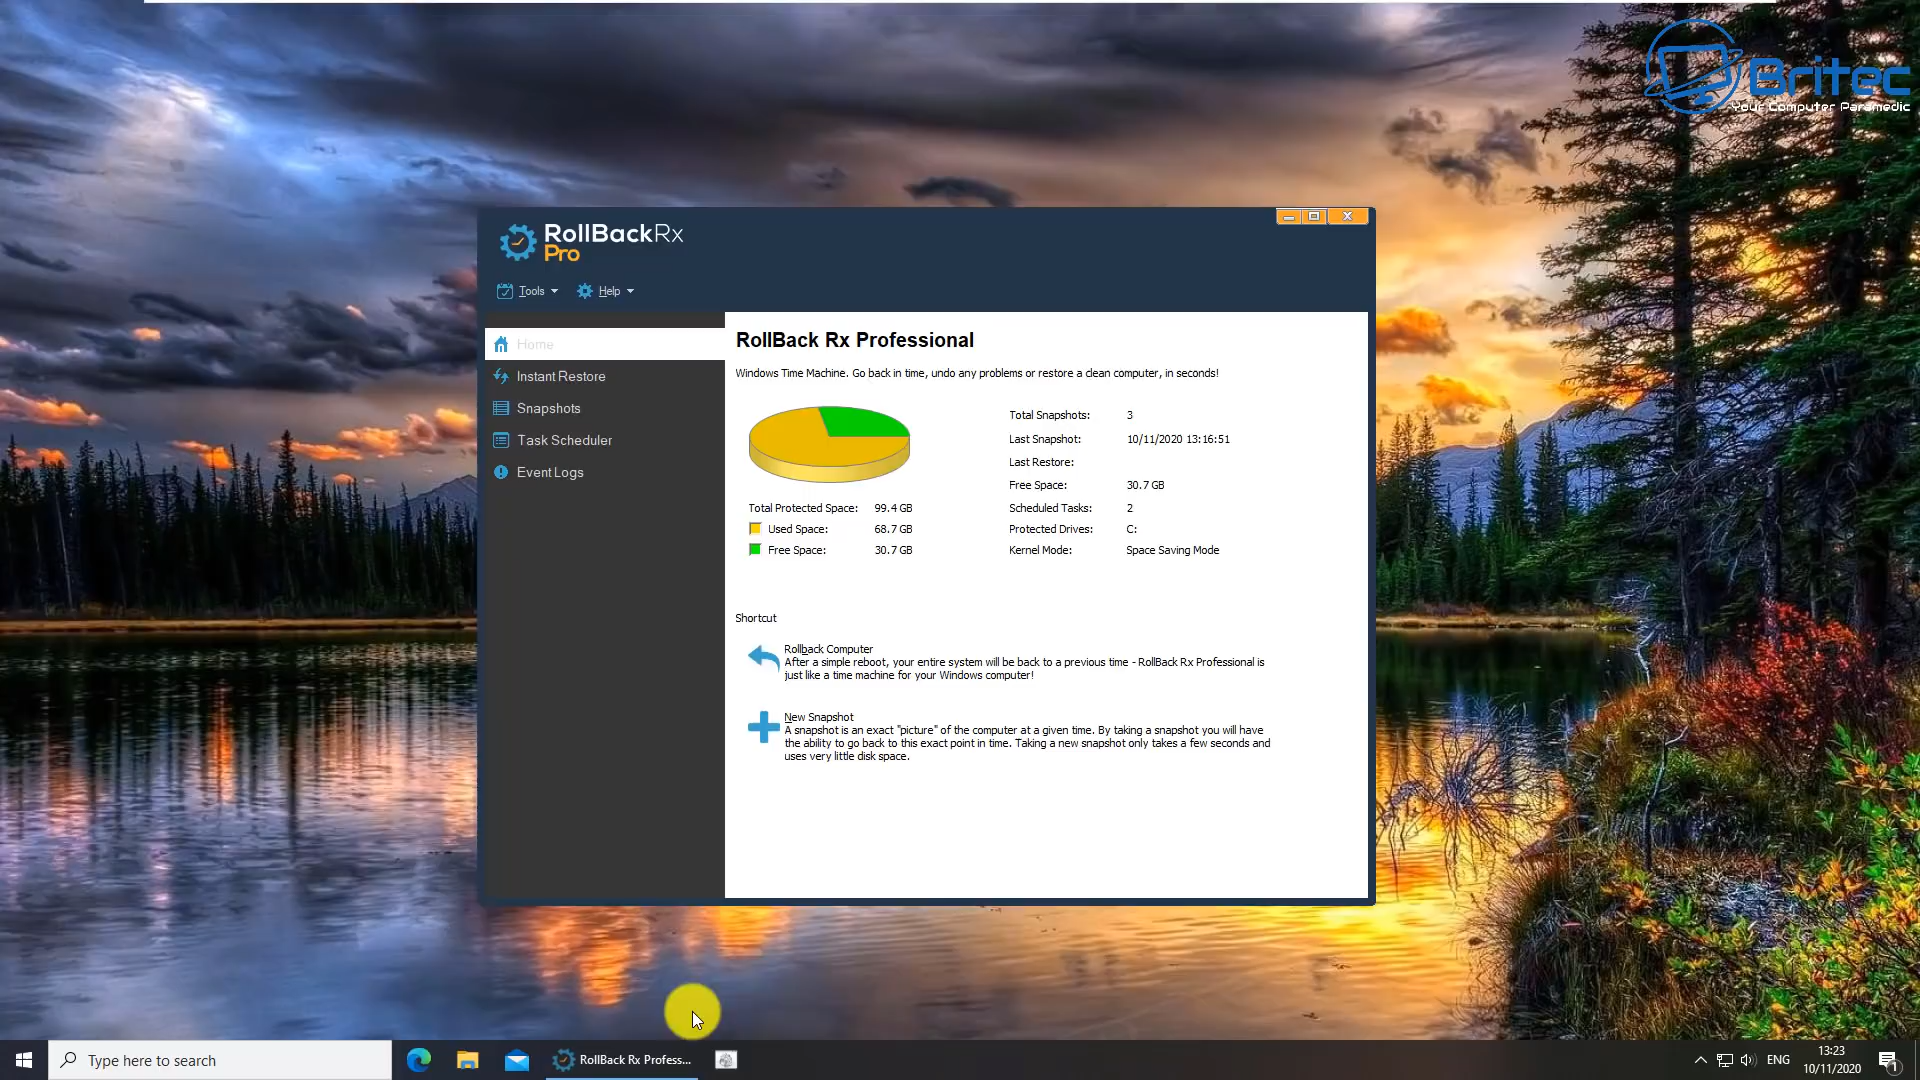 Britec
Your Computer Paramedic
RollBackRx
Pro
Tools
Help
Home
Instant Restore
Snapshots
Task Scheduler
Event Logs
RollBack Rx Professional
Windows Time Machine. Go back in time, undo any problems or restore a clean computer, in seconds!
Total Protected Space: 99.4 GB
Used Space: 68.7 GB
Free Space: 30.7 GB
Total Snapshots: 3
Last Snapshot: 10/11/2020 13:16:51
Last Restore:
Free Space: 30.7 GB
Scheduled Tasks: 2
Protected Drives: C:
Kernel Mode: Space Saving Mode
Shortcut
Rollback Computer
After a simple reboot, your entire system will be back to a previous time - RollBack Rx Professional is
just like a time machine for your Windows computer!
New Snapshot
A snapshot is an exact "picture" of the computer at a given time. By taking a snapshot you will have
the ability to go back to this exact point in time. Taking a new snapshot only takes a few seconds and
uses very little disk space.
Type here to search
RollBack Rx Profess...
ENG
13:23
10/11/2020
1